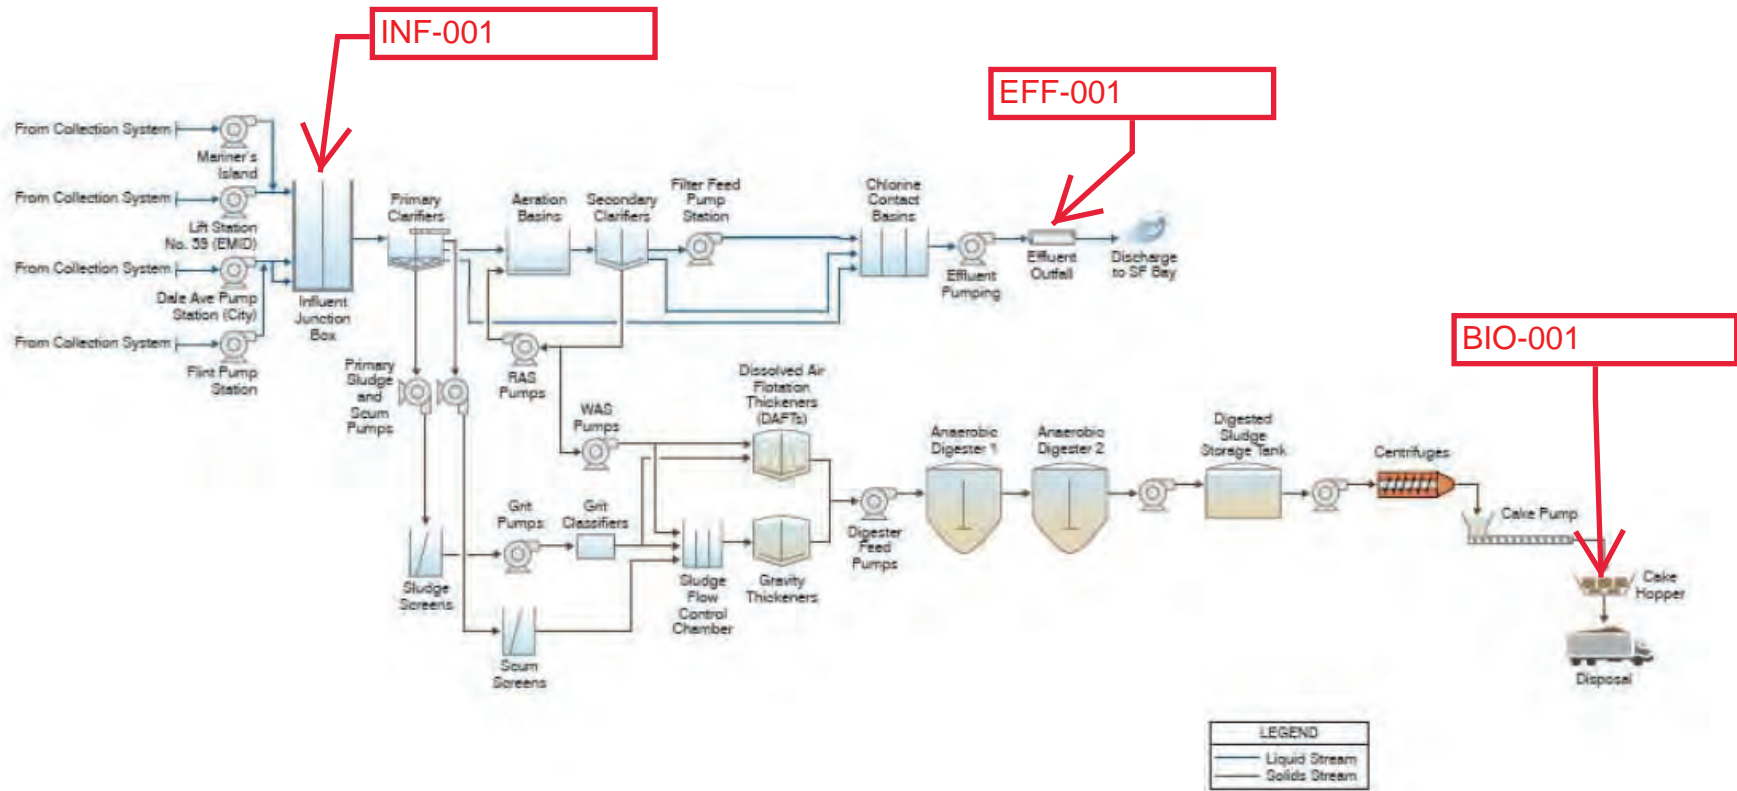 INF-001
EFF-001
From Collection System
Mariner's
Island
From Collection System
Lift Station
No. 39 (EMID)
From Collection System
Dale Ave Pump
Station (City)
From Collection System
Flint Pump
Station
Influent
Junction
Box
Primary
Clarifiers
Aeration
Basins
Secondary
Clarifiers
Filter Feed
Pump
Station
Chlorine
Contact
Basins
Effluent
Pumping
Effluent
Outfall
Discharge
to SF Bay
BIO-001
Primary
Sludge
and
Scum
Pumps
RAS
Pumps
WAS
Pumps
Dissolved Air
Flotation
Thickeners
(DAFTs)
Grit
Pumps
Grit
Classifiers
Sludge
Screens
Scum
Screens
Sludge
Flow
Control
Chamber
Gravity
Thickeners
Digester
Feed
Pumps
Anaerobic
Digester 1
Anaerobic
Digester 2
Digested
Sludge
Storage Tank
Centrifuges
Cake Pump
Cake
Hopper
Disposal
LEGEND
Liquid Stream
Solids Stream